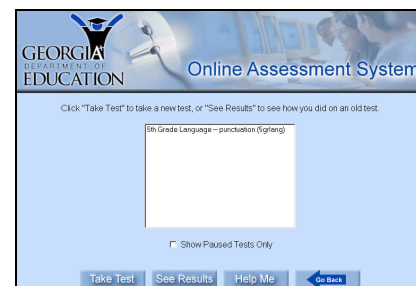 GEORGIA
DEPARTMENT OF
EDUCATION
Online Assessment System
Click "Take Test" to take a new test, or "See Results" to see how you did on an old test.
5th Grade Language – punctuation (5grlang)
Show Paused Tests Only
Take Test See Results Help Me Go Back